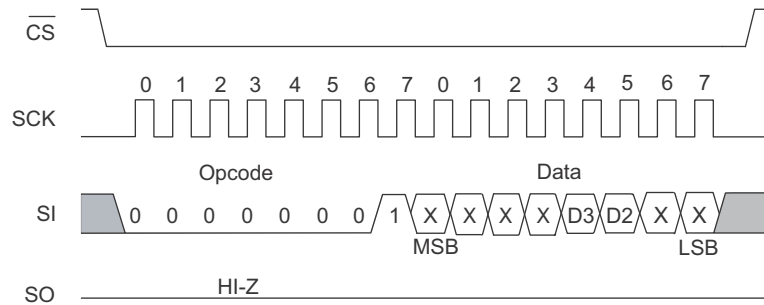 CS
0 1 2 3 4 5 6 7 0 1 2 3 4 5 6 7
SCK
Opcode Data
SI 0 0 0 0 0 0 0 1 X X X X D3 D2 X X
MSB LSB
HI-Z
SO